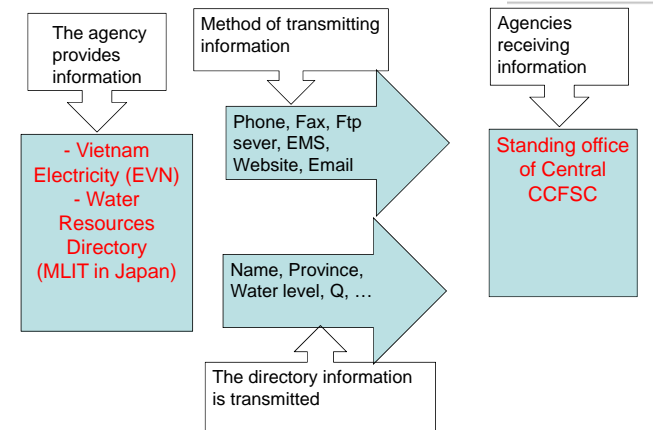 The agency
provides
information
- Vietnam
Electricity (EVN)
- Water
Resources
Directory
(MLIT in Japan)
Method of transmitting
information
Phone, Fax, Ftp
sever, EMS,
Website, Email
Name, Province,
Water level, Q, …
The directory information
is transmitted
Agencies
receiving
information
Standing office
of Central
CCFSC